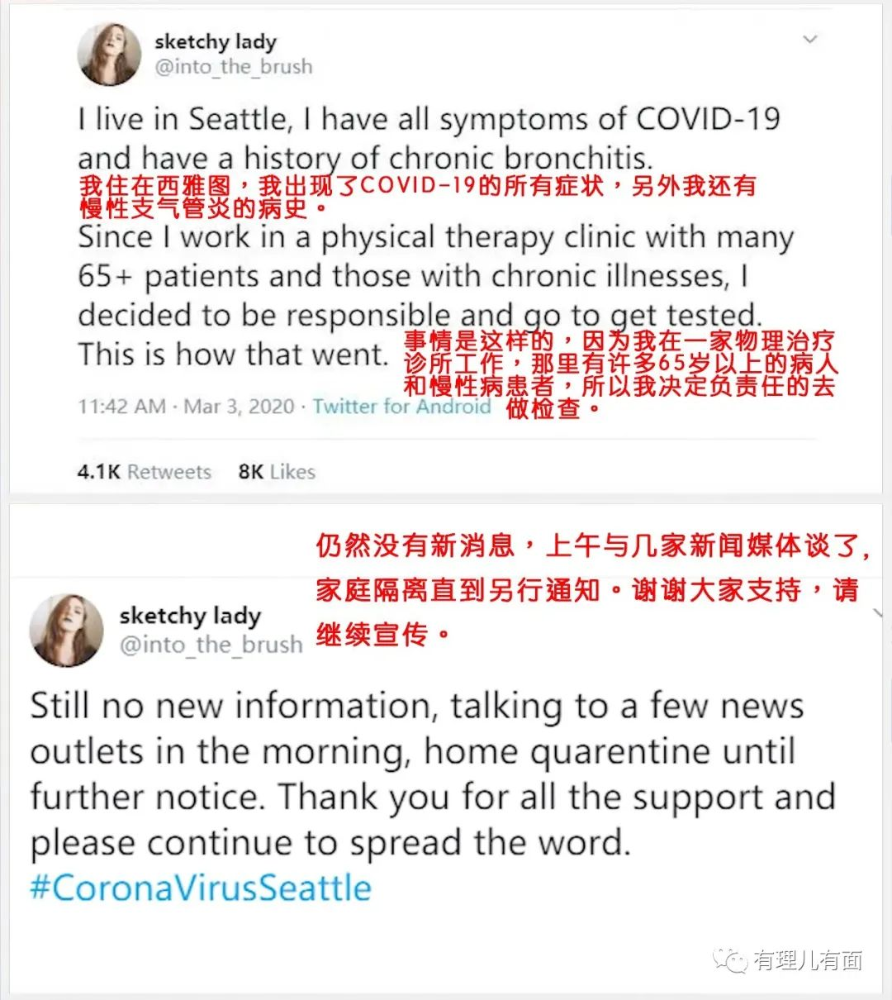 sketchy lady
@into_the_brush
I live in Seattle, I have all symptoms of COVID-19
and have a history of chronic bronchitis.
我住在西雅图，我出现了COVID-19的所有症状，另外我还有
慢性支气管炎的病史。
Since I work in a physical therapy clinic with many
65+ patients and those with chronic illnesses, I
decided to be responsible and go to get tested.
This is how that went.
事情是这样的，因为我在一家物理治疗
诊所工作，那里有许多65岁以上的病人
和慢性病患者，所以我决定负责任的去
做检查。
11:42 AM · Mar 3, 2020 · Twitter for Android
4.1K Retweets 8K Likes
仍然没有新消息，上午与几家新闻媒体谈了,
家庭隔离直到另行通知。谢谢大家支持，请
继续宣传。
sketchy lady
@into_the_brush
Still no new information, talking to a few news
outlets in the morning, home quarentine until
further notice. Thank you for all the support and
please continue to spread the word.
#CoronaVirusSeattle
有理儿有面